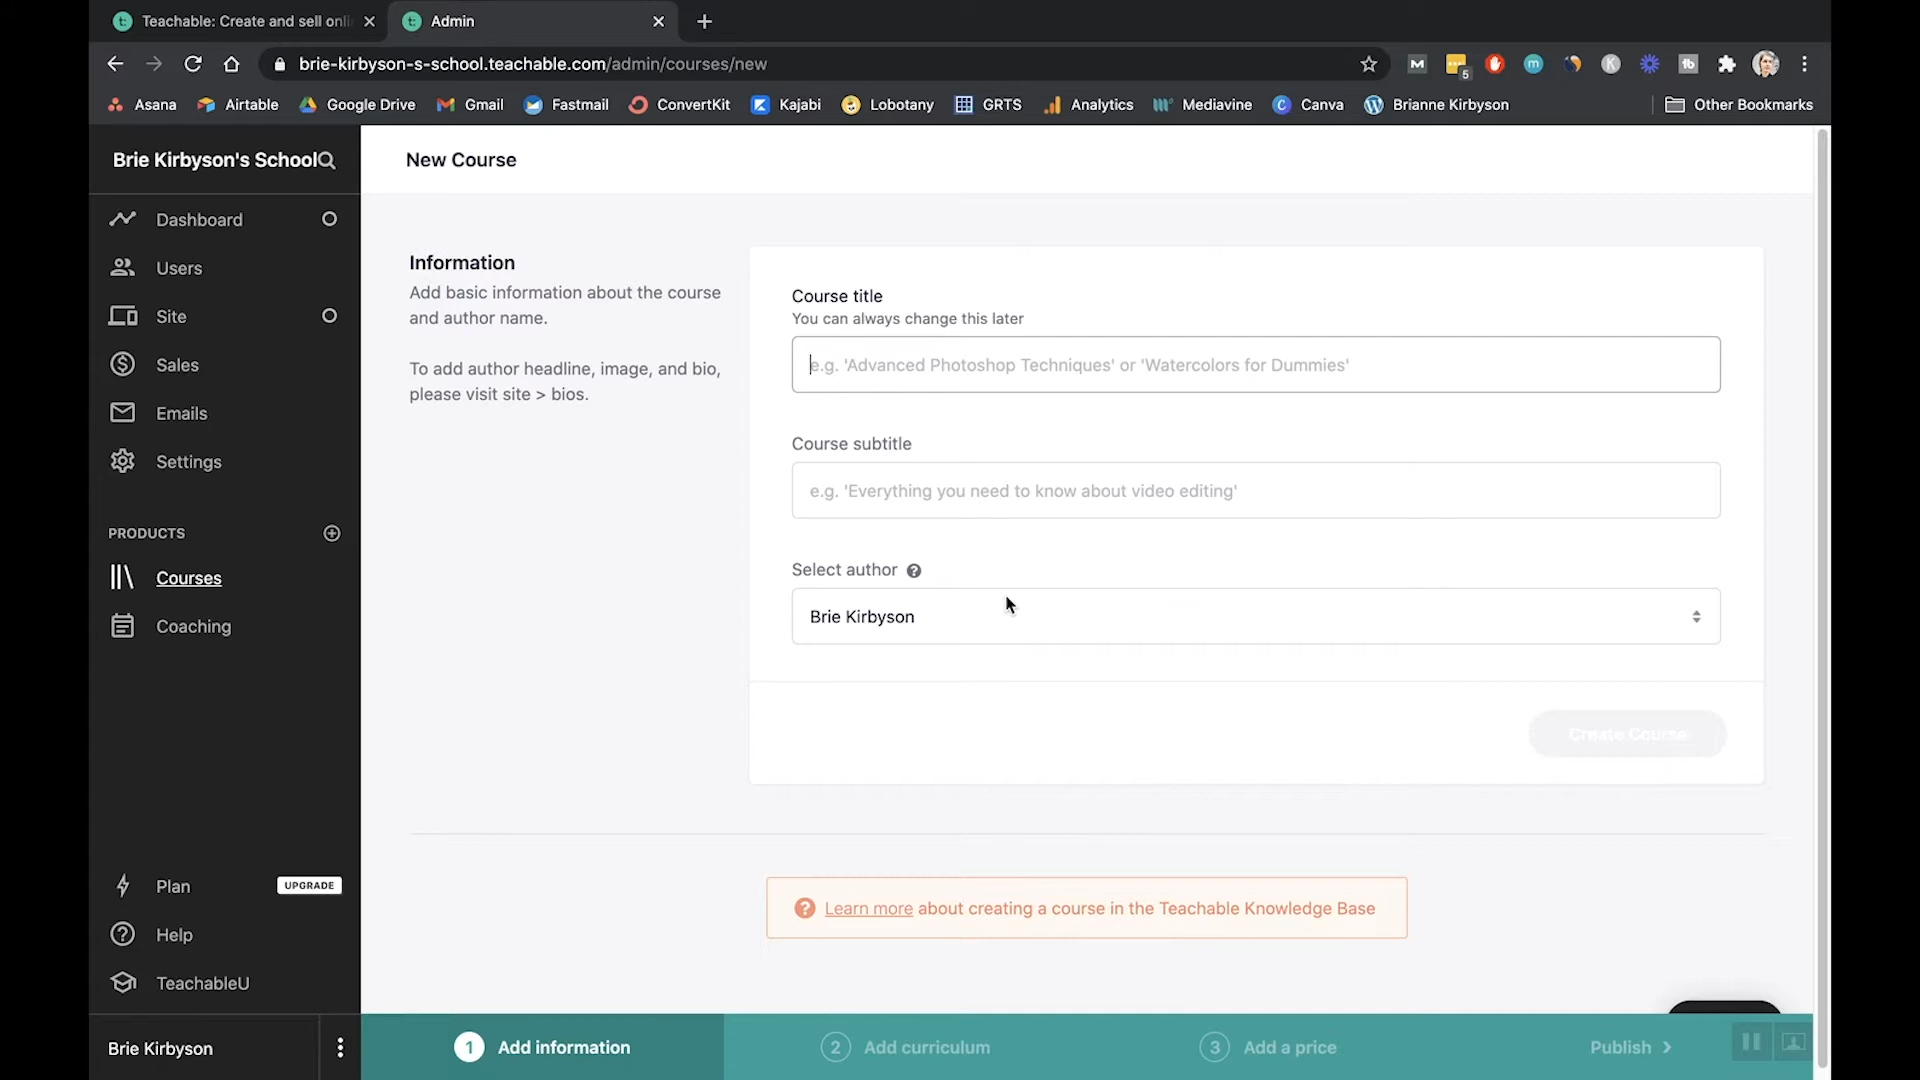 Teachable: Create and sell onli
Admin
brie-kirbyson-s-school.teachable.com/admin/courses/new
5
Asana
Airtable
Google Drive
Gmail
Fastmail
ConvertKit
Kajabi
Lobotany
GRTS
Analytics
Mediavine
Canva
Brianne Kirbyson
Other Bookmarks
Brie Kirbyson's School
New Course
Dashboard
Users
Site
Sales
Emails
Settings
PRODUCTS
Courses
Coaching
Plan
UPGRADE
Help
TeachableU
Brie Kirbyson
Information
Add basic information about the course
and author name.
To add author headline, image, and bio,
please visit site > bios.
Course title
You can always change this later
e.g. 'Advanced Photoshop Techniques' or 'Watercolors for Dummies'
Course subtitle
e.g. 'Everything you need to know about video editing'
Select author
Brie Kirbyson
Create Course
Learn more about creating a course in the Teachable Knowledge Base
1 Add information
2 Add curriculum
3 Add a price
Publish